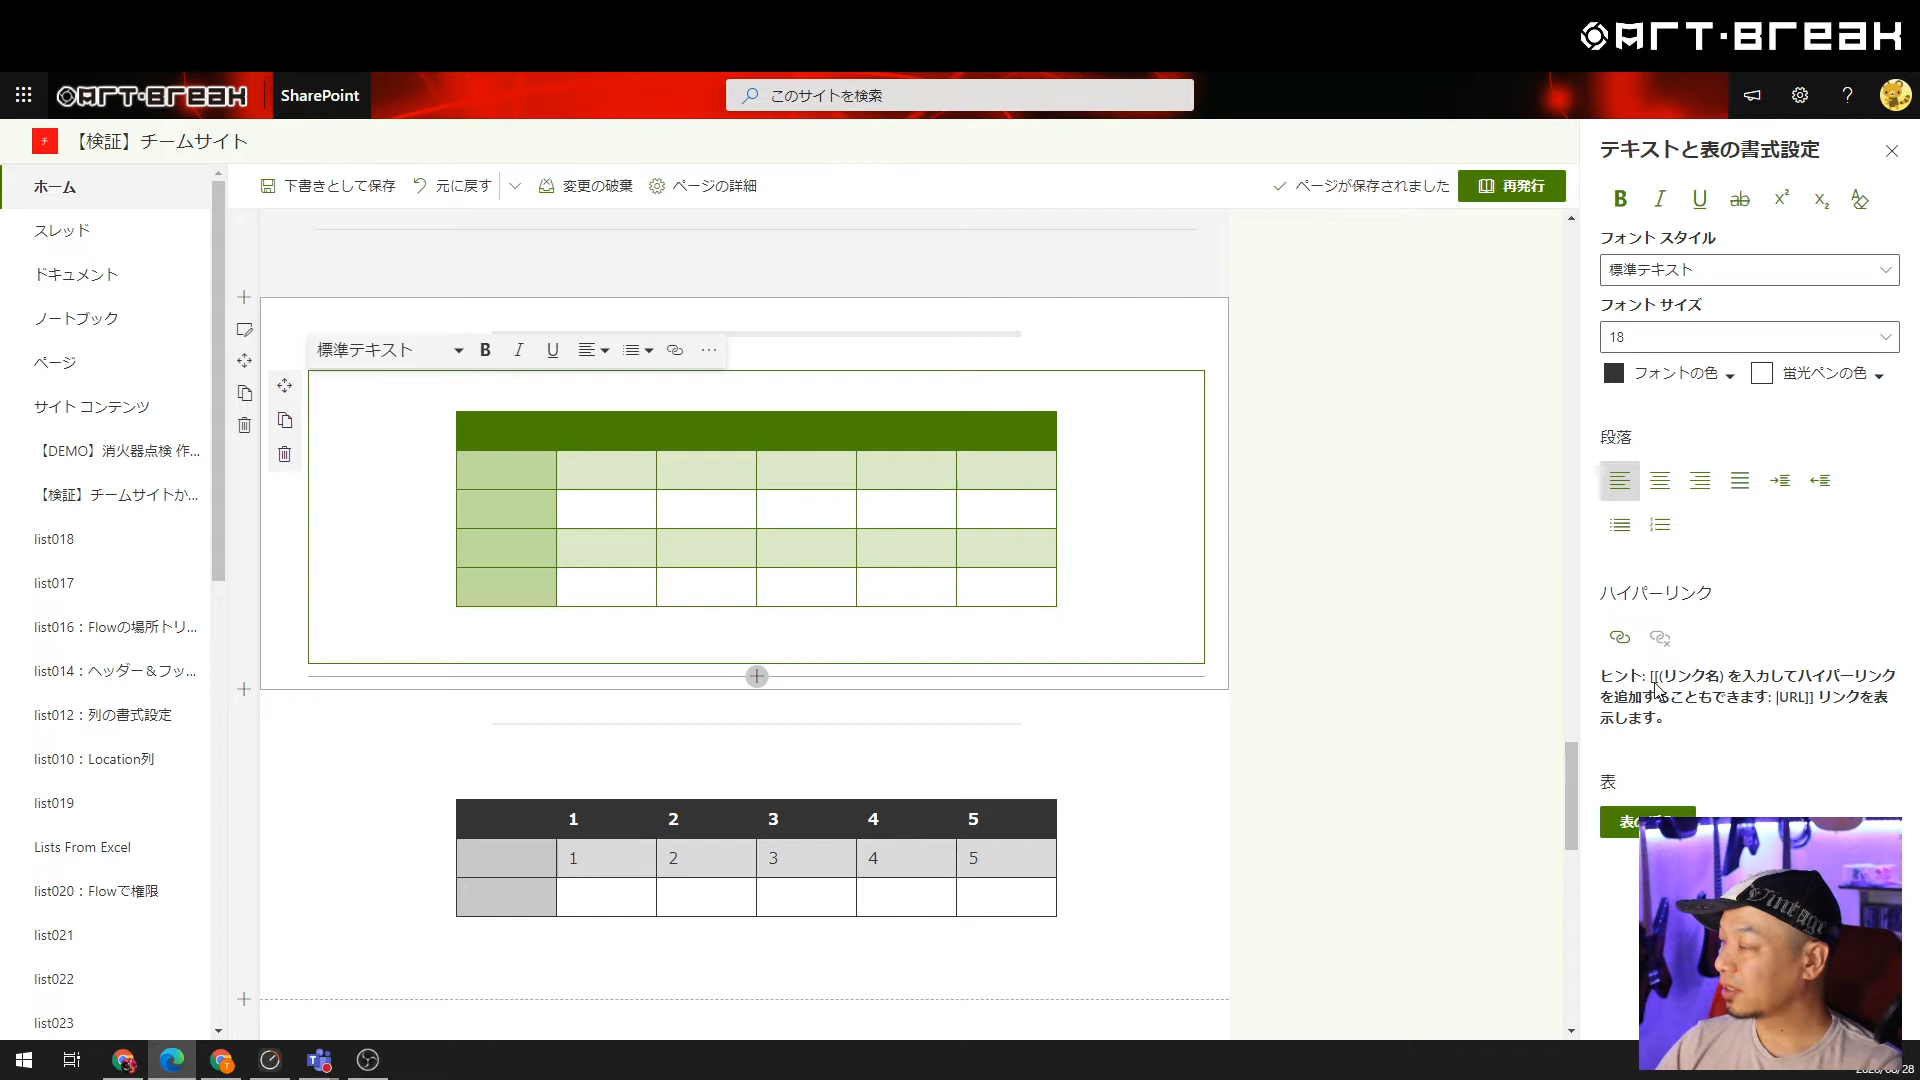 ART-BREAK
ART-BREAK
SharePoint
このサイトを検索
チ
【検証】チームサイト
ホーム
スレッド
ドキュメント
ノートブック
ページ
サイト コンテンツ
【DEMO】消火器点検 作...
【検証】チームサイトか...
list018
list017
list016：Flowの場所トリ...
list014：ヘッダー＆フッ...
list012：列の書式設定
list010：Location列
list019
Lists From Excel
list020：Flowで権限
list021
list022
list023
下書きとして保存
元に戻す
変更の破棄
ページの詳細
ページが保存されました
再発行
標準テキスト
B I U
1 2 3 4 5
1 2 3 4 5
テキストと表の書式設定
B I U ab x² x₂ A
フォント スタイル
標準テキスト
フォント サイズ
18
フォントの色
蛍光ペンの色
段落
ハイパーリンク
ヒント: [[(リンク名) を入力してハイパーリンク
を追加することもできます: |URL]] リンクを表
示します。
表
Vintage